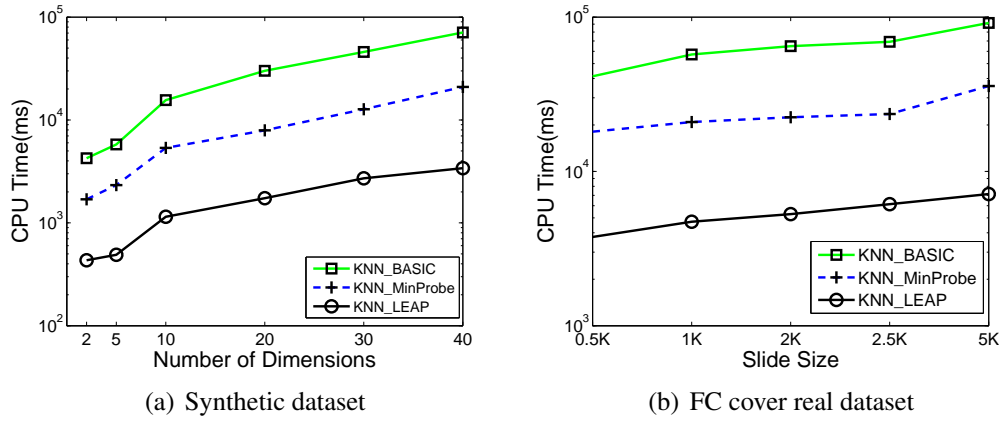 10^5
10^4
10^3
10^2
CPU Time(ms)
2 5 10 20 30 40
Number of Dimensions
KNN_BASIC
KNN_MinProbe
KNN_LEAP
(a) Synthetic dataset
10^5
10^4
10^3
CPU Time(ms)
0.5K 1K 2K 2.5K 5K
Slide Size
KNN_BASIC
KNN_MinProbe
KNN_LEAP
(b) FC cover real dataset